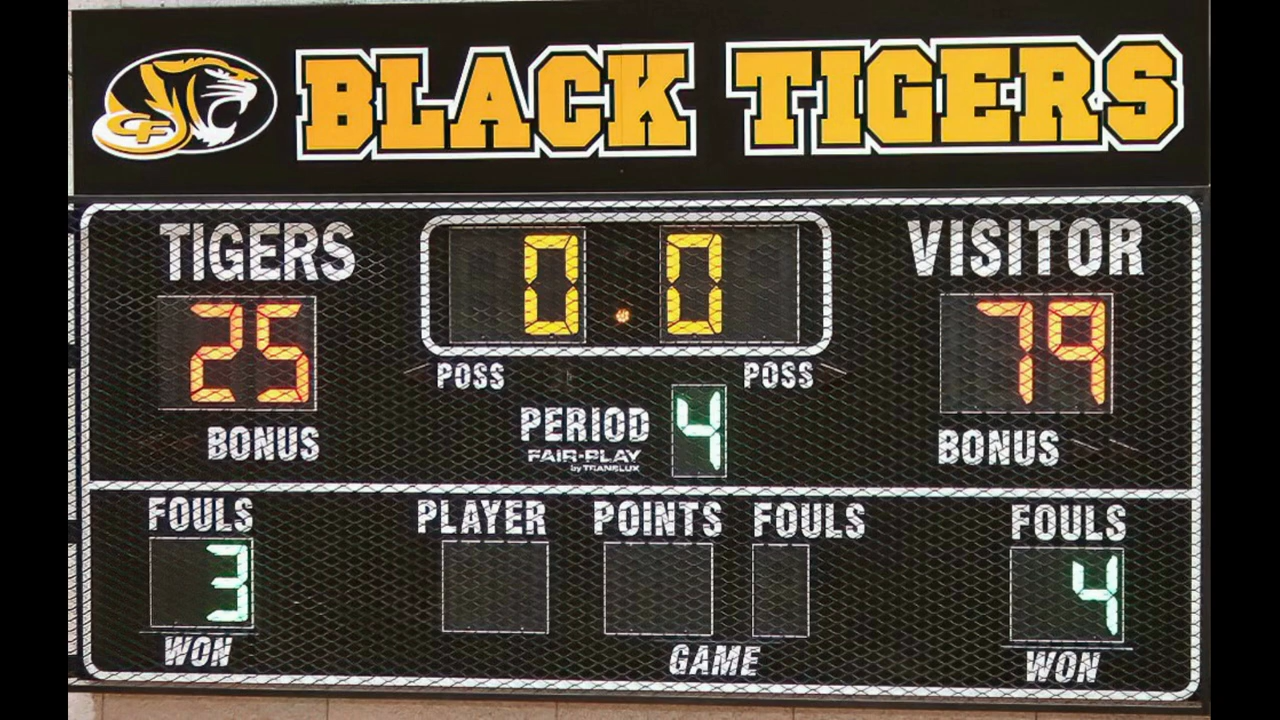 CF BLACK TIGERS
TIGERS 0.0 VISITOR
25 79
POSS POSS
BONUS PERIOD 4 BONUS
FAIR-PLAY
by TRANS-LUX
FOULS PLAYER POINTS FOULS FOULS
3 4
WON GAME WON